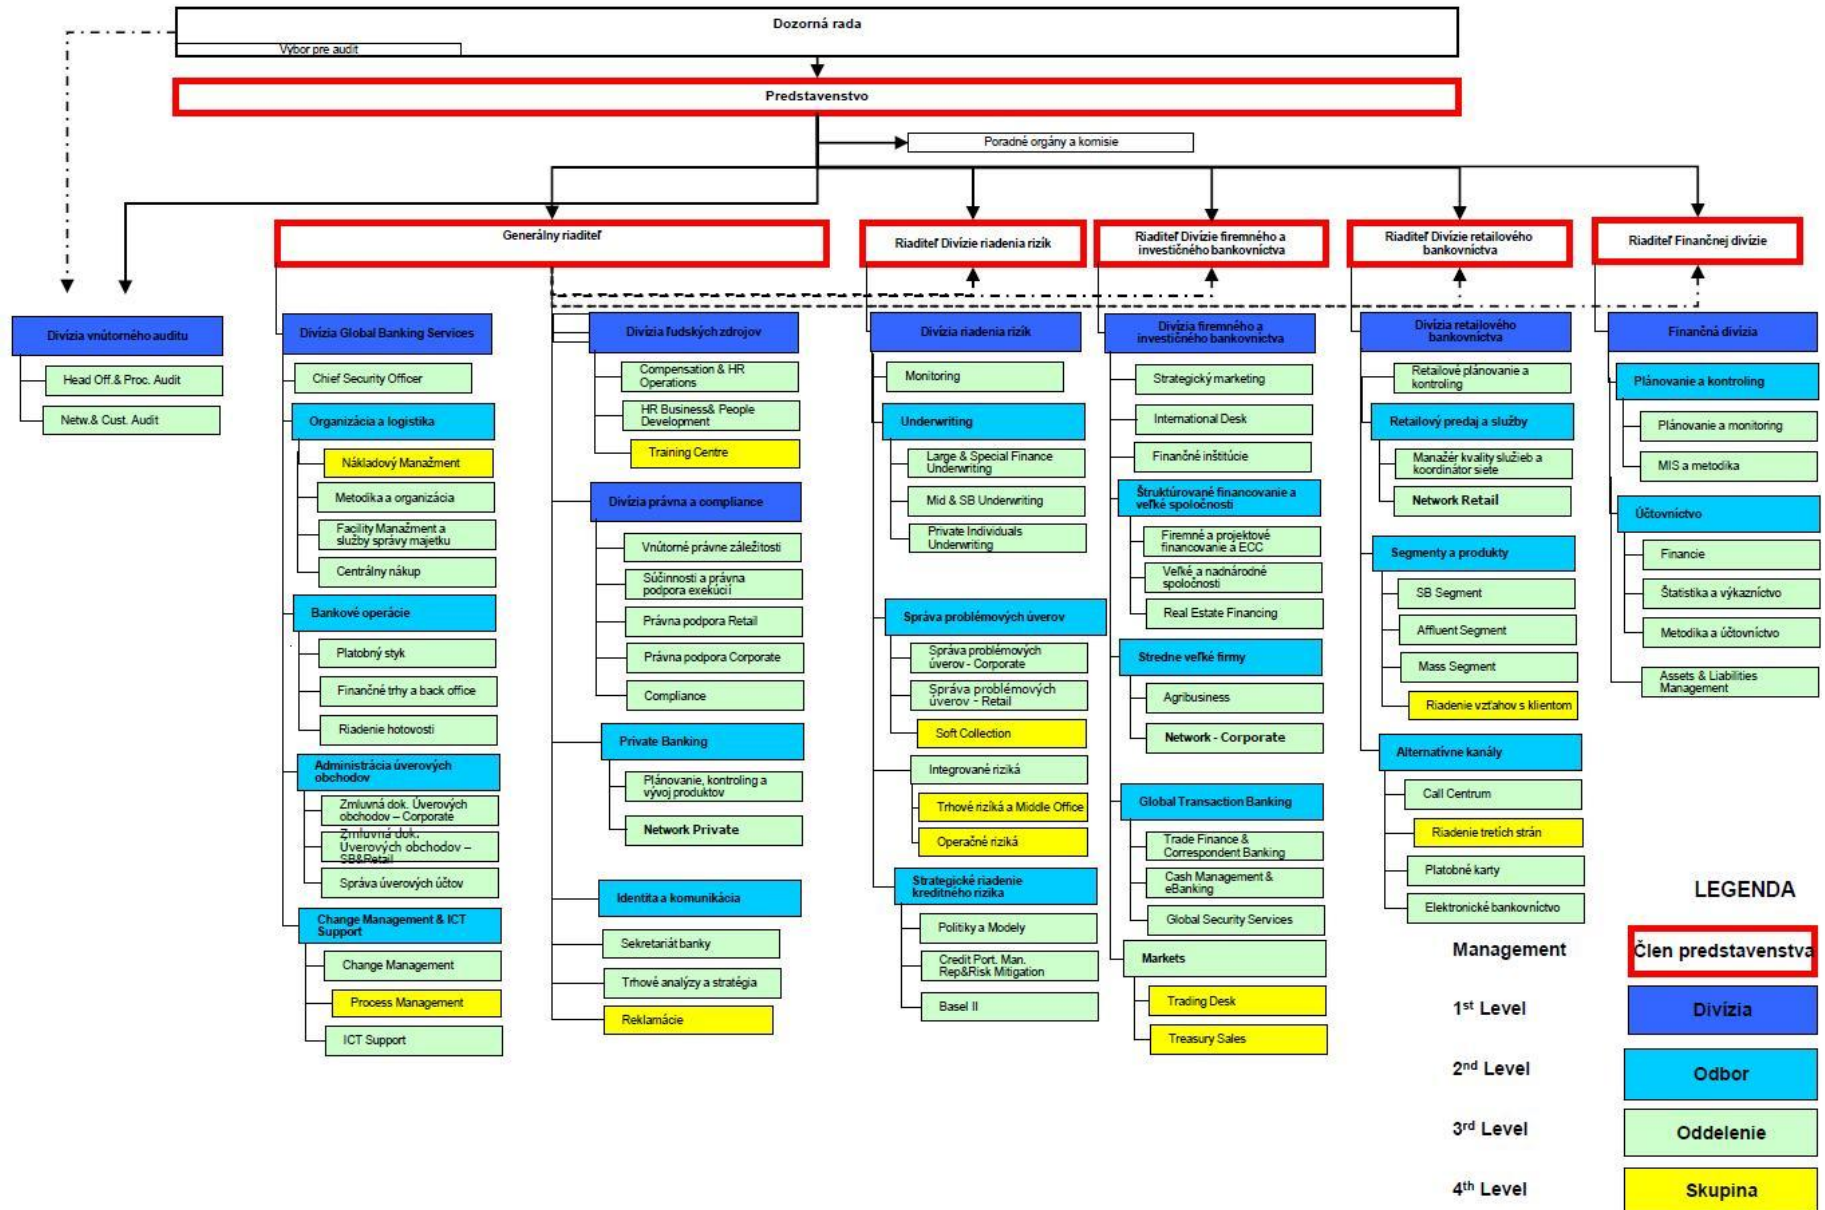 Dozorná rada
Výbor pre audit
Predstavenstvo
Poradné orgány a komisie
Generálny riaditeľ
Riaditeľ Divízie riadenia rizík
Riaditeľ Divízie firemného a
investičného bankovníctva
Riaditeľ Divízie retailového
bankovníctva
Riaditeľ Finančnej divízie
Divízia vnútorného auditu
Head Off.& Proc. Audit
Netw.& Cust. Audit
Divízia Global Banking Services
Chief Security Officer
Organizácia a logistika
Nákladový Manažment
Metodika a organizácia
Facility Manažment a
služby správy majetku
Centrálny nákup
Bankové operácie
Platobný styk
Finančné trhy a back office
Riadenie hotovosti
Administrácia úverových
obchodov
Zmluvná dok. Úverových
obchodov – Corporate
Zmluvná dok.
Úverových obchodov –
SB&Retail
Správa úverových účtov
Change Management & ICT
Support
Change Management
Process Management
ICT Support
Divízia ľudských zdrojov
Compensation & HR
Operations
HR Business& People
Development
Training Centre
Divízia právna a compliance
Vnútorné právne záležitosti
Súčinnosti a právna
podpora exekúcií
Právna podpora Retail
Právna podpora Corporate
Compliance
Private Banking
Plánovanie, kontroling a
vývoj produktov
Network Private
Identita a komunikácia
Sekretariát banky
Trhové analýzy a stratégia
Reklamácie
Divízia riadenia rizík
Monitoring
Underwriting
Large & Special Finance
Underwriting
Mid & SB Underwriting
Private Individuals
Underwriting
Správa problémových úverov
Správa problémových
úverov - Corporate
Správa problémových
úverov - Retail
Soft Collection
Integrované riziká
Trhové riziká a Middle Office
Operačné riziká
Strategické riadenie
kreditného rizika
Politiky a Modely
Credit Port. Man.
Rep&Risk Mitigation
Basel II
Divízia firemného a
investičného bankovníctva
Strategický marketing
International Desk
Finančné inštitúcie
Štruktúrované financovanie a
veľké spoločnosti
Firemné a projektové
financovanie a ECC
Veľké a nadnárodné
spoločnosti
Real Estate Financing
Stredne veľké firmy
Agribusiness
Network - Corporate
Global Transaction Banking
Trade Finance &
Correspondent Banking
Cash Management &
eBanking
Global Security Services
Markets
Trading Desk
Treasury Sales
Divízia retailového
bankovníctva
Retailové plánovanie a
kontroling
Retailový predaj a služby
Manažér kvality služieb a
koordinátor siete
Network Retail
Segmenty a produkty
SB Segment
Affluent Segment
Mass Segment
Riadenie vzťahov s klientom
Alternatívne kanály
Call Centrum
Riadenie tretích strán
Platobné karty
Elektronické bankovníctvo
Finančná divízia
Plánovanie a kontroling
Plánovanie a monitoring
MIS a metodika
Účtovníctvo
Financie
Štatistika a výkazníctvo
Metodika a účtovníctvo
Assets & Liabilities
Management
LEGENDA
Management
Člen predstavenstva
1st Level
Divízia
2nd Level
Odbor
3rd Level
Oddelenie
4th Level
Skupina